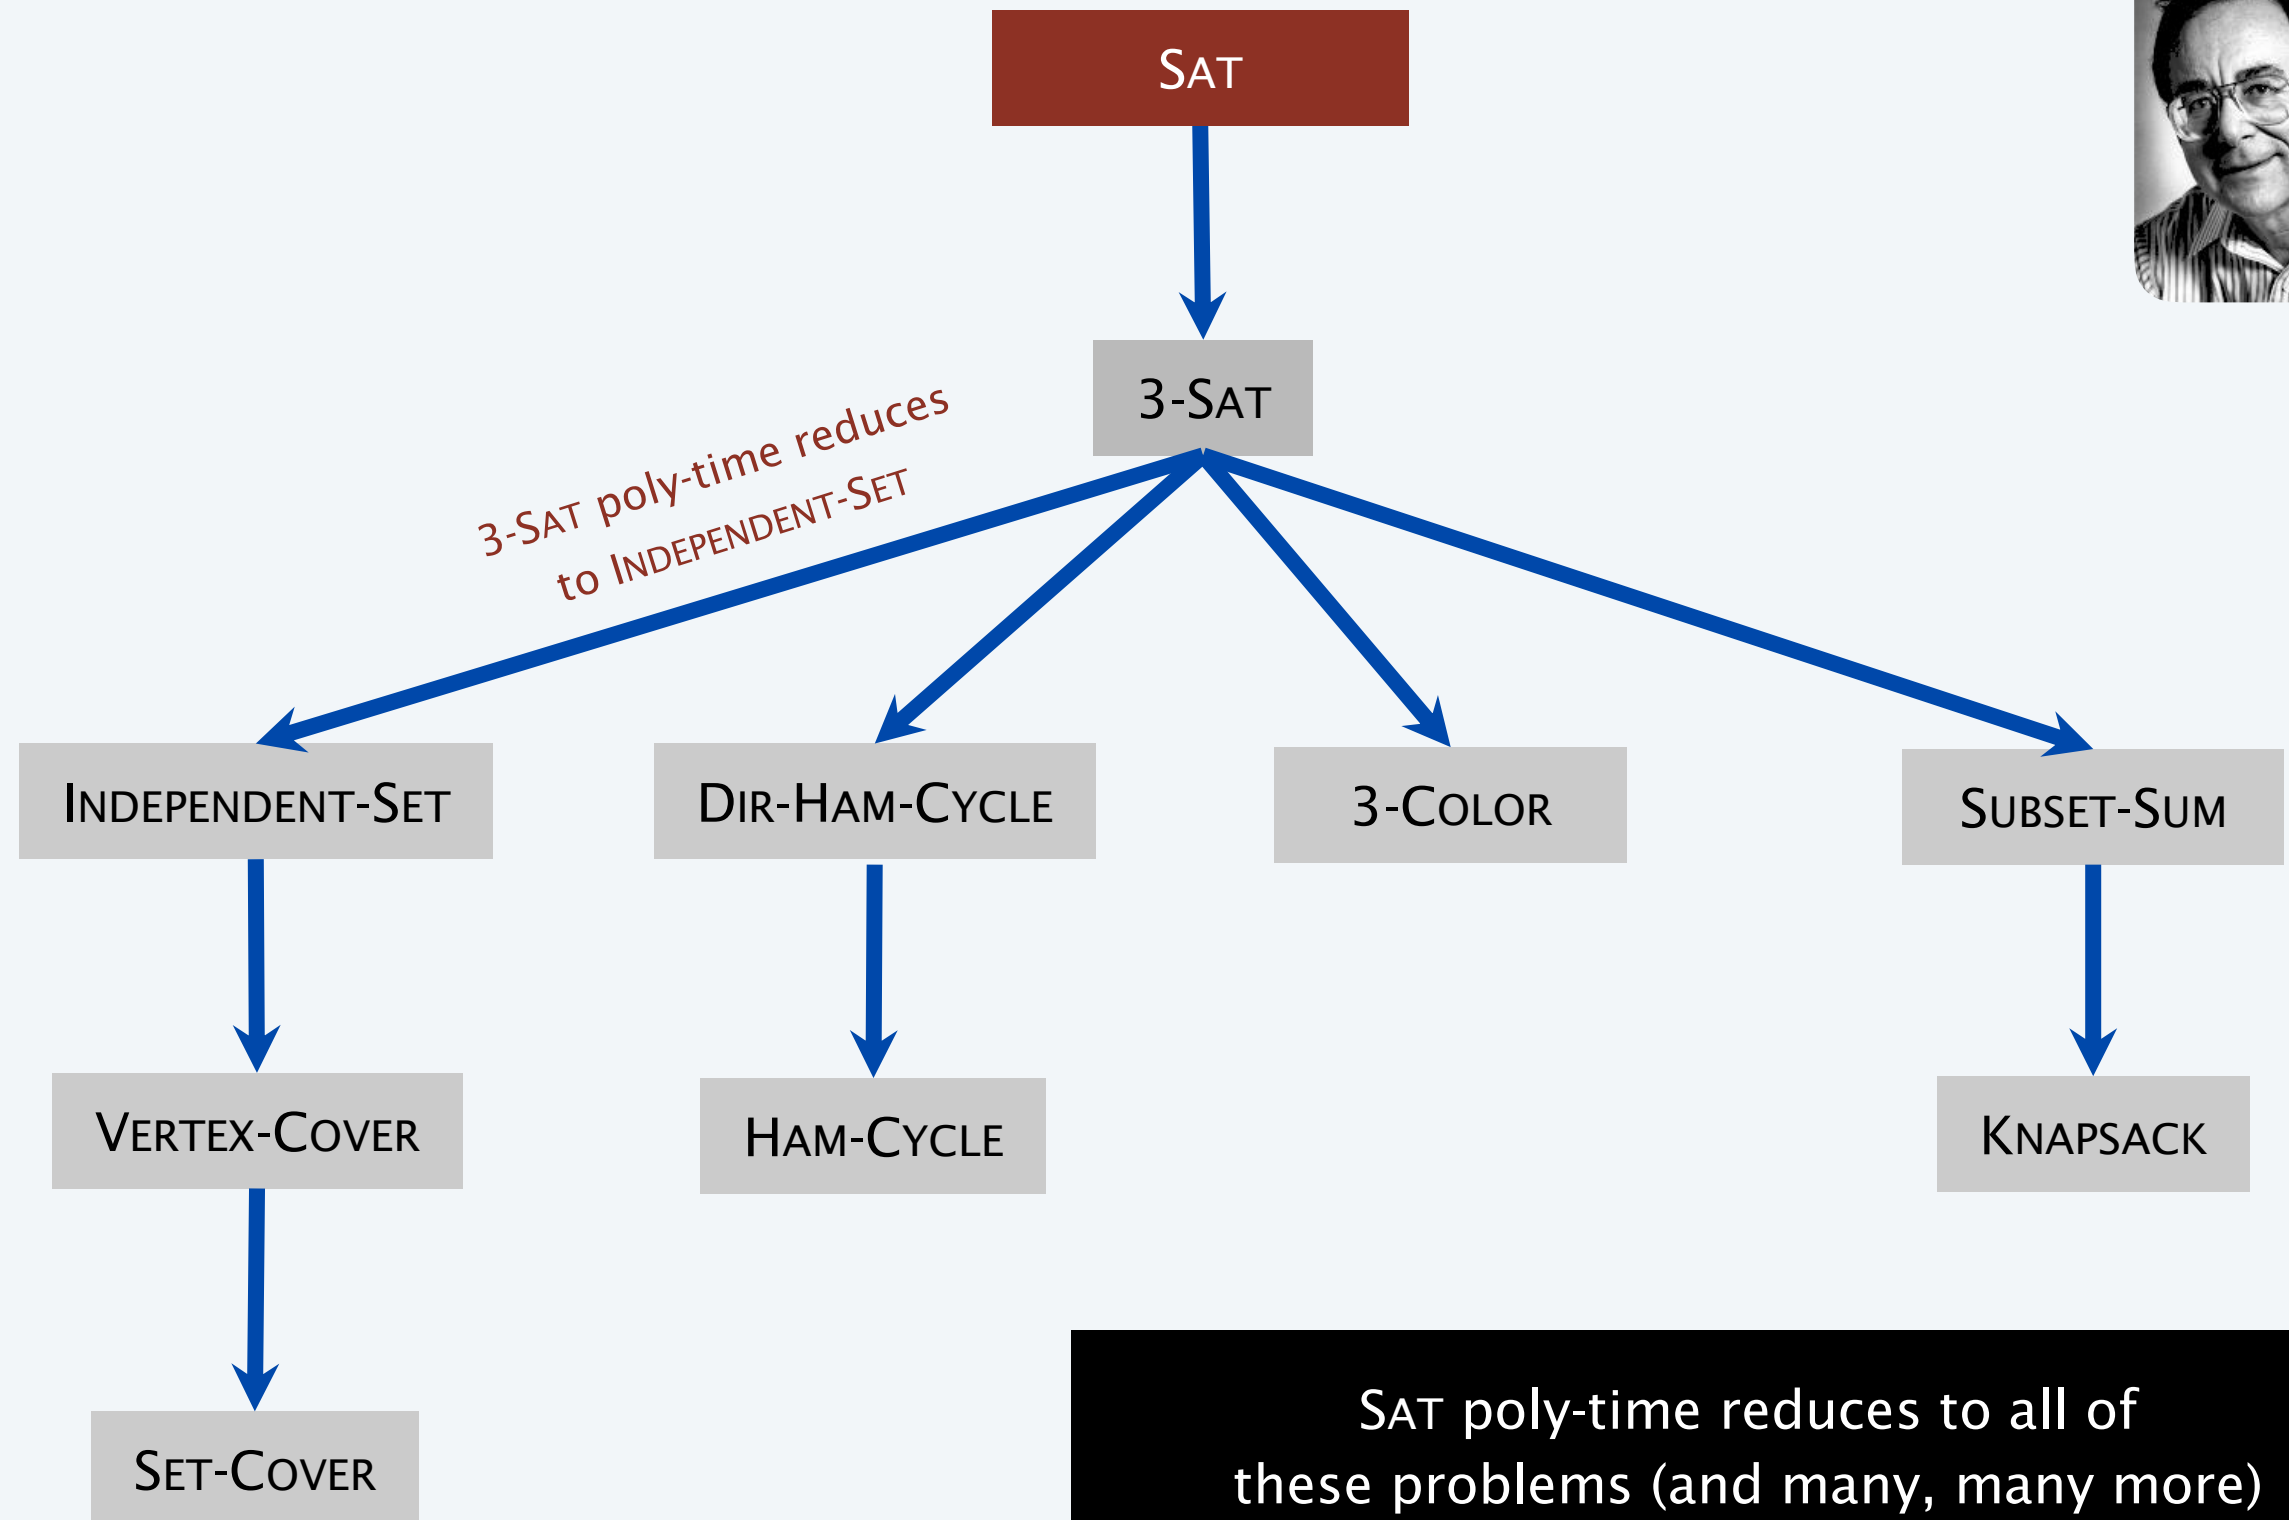 SAT
3-SAT
3-SAT poly-time reduces
to INDEPENDENT-SET
INDEPENDENT-SET
DIR-HAM-CYCLE
3-COLOR
SUBSET-SUM
VERTEX-COVER
HAM-CYCLE
KNAPSACK
SET-COVER
SAT poly-time reduces to all of
these problems (and many, many more)